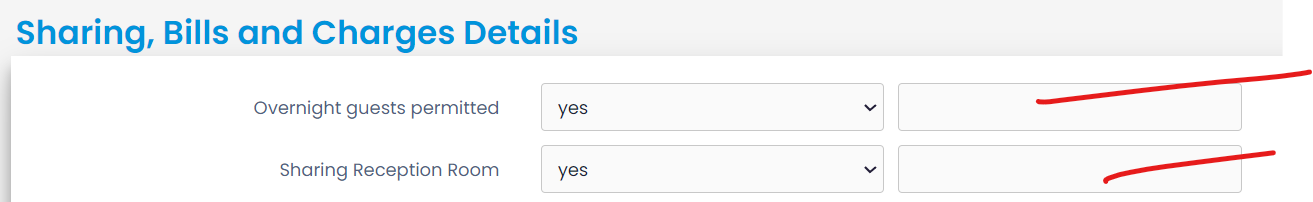 Sharing, Bills and Charges Details
Overnight guests permitted yes
Sharing Reception Room yes